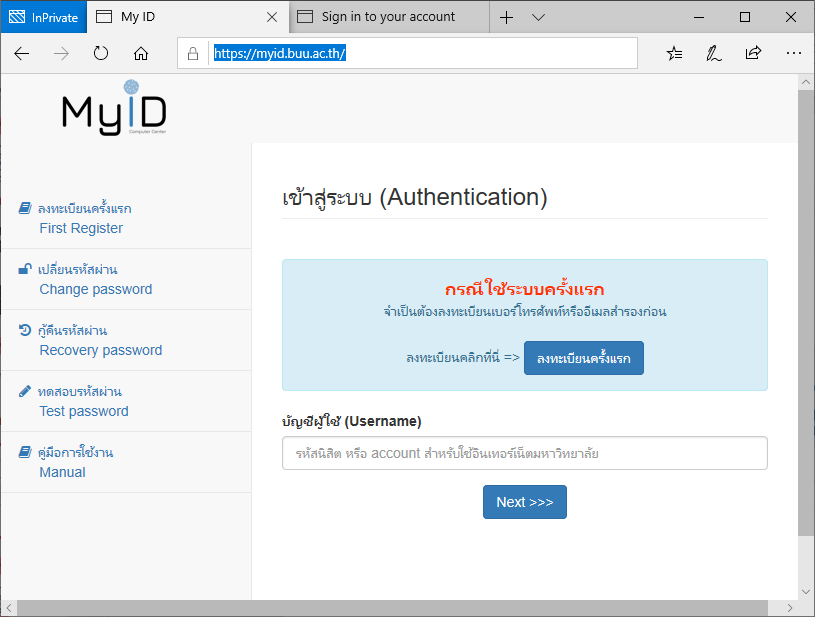 InPrivate
My ID
Sign in to your account
https://myid.buu.ac.th/
MyID
Computer Center
ลงทะเบียนครั้งแรก
First Register
เปลี่ยนรหัสผ่าน
Change password
กู้คืนรหัสผ่าน
Recovery password
ทดสอบรหัสผ่าน
Test password
คู่มือการใช้งาน
Manual
เข้าสู่ระบบ (Authentication)
กรณีใช้ระบบครั้งแรก
จำเป็นต้องลงทะเบียนเบอร์โทรศัพท์หรืออีเมลสำรองก่อน
ลงทะเบียนคลิกที่นี่ => ลงทะเบียนครั้งแรก
บัญชีผู้ใช้ (Username)
รหัสนิสิต หรือ account สำหรับใช้อินเทอร์เน็ตมหาวิทยาลัย
Next >>>